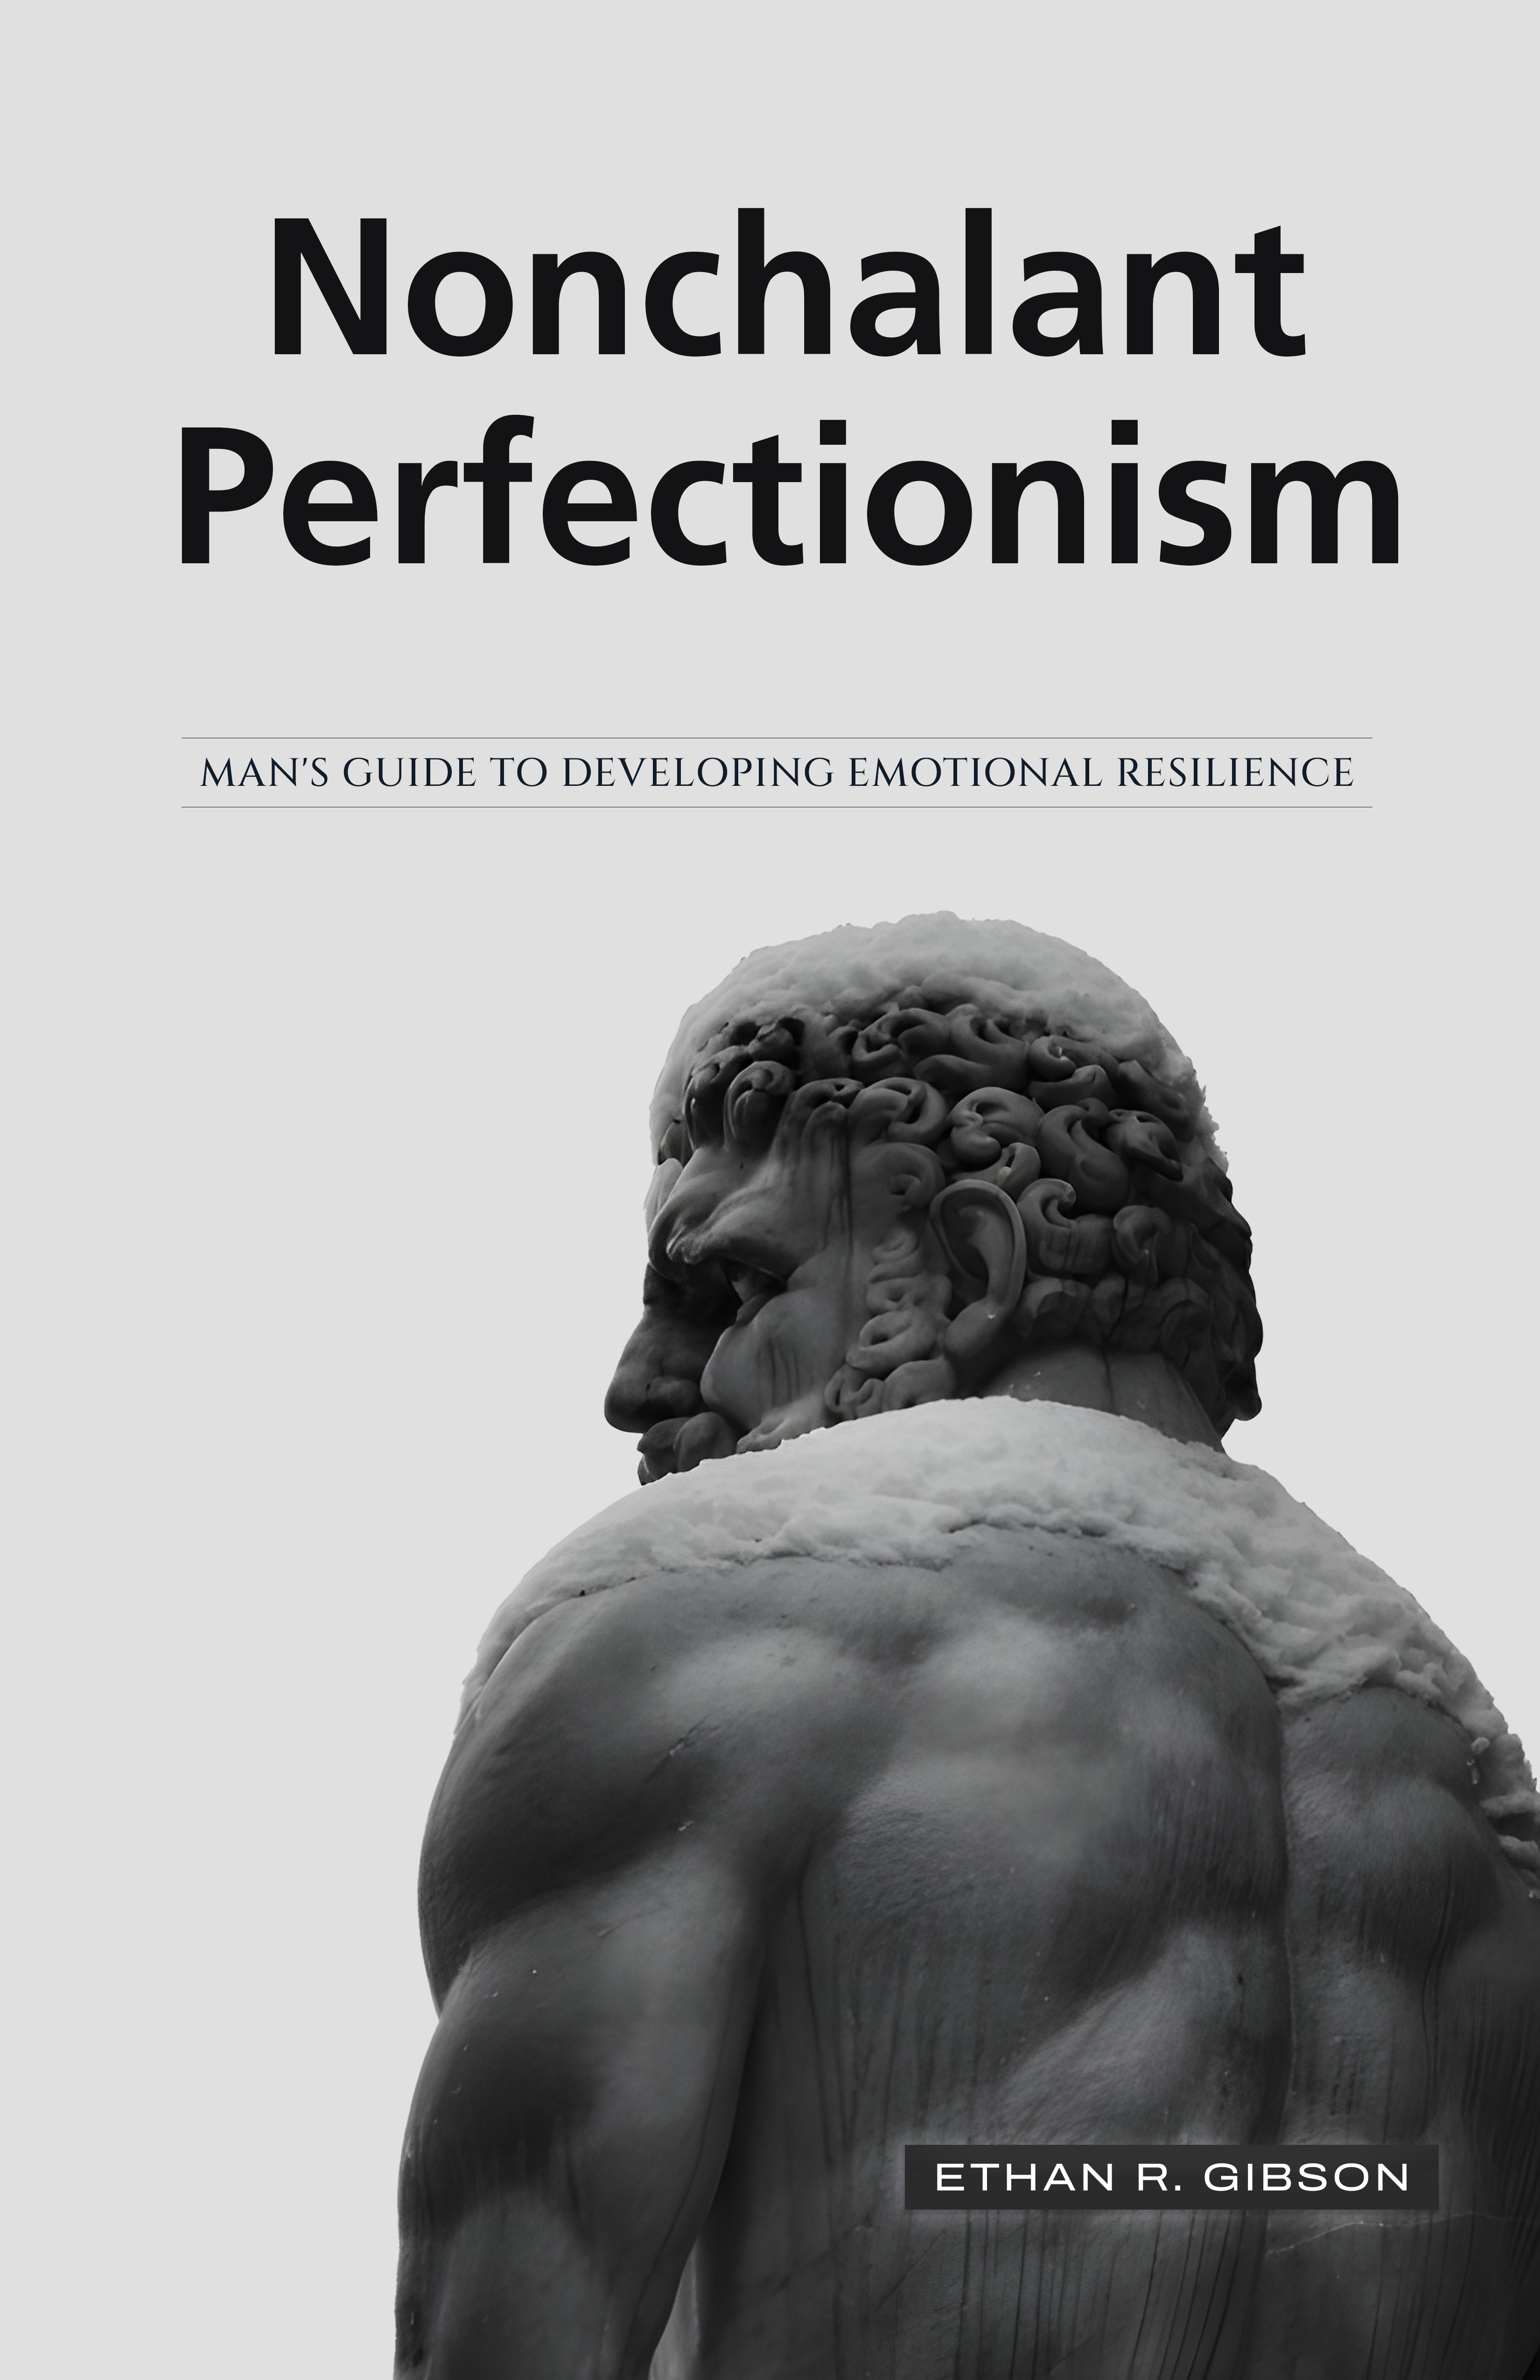 Nonchalant
Perfectionism
MAN'S GUIDE TO DEVELOPING EMOTIONAL RESILIENCE
ETHAN R. GIBSON